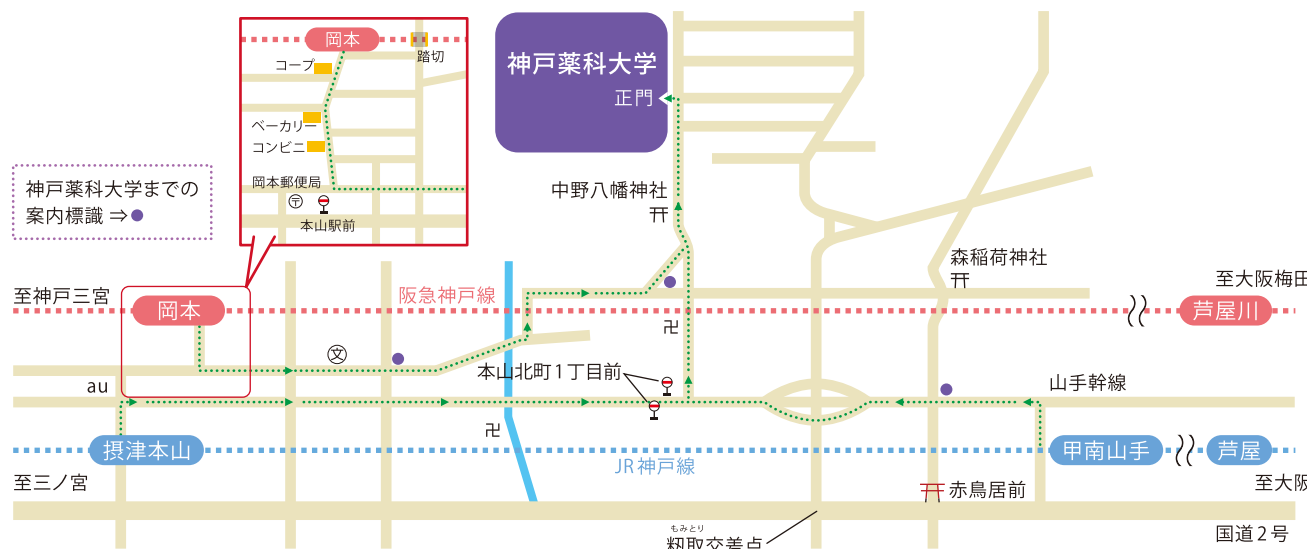 岡本
踏切
コープ
ベーカリー
コンビニ
岡本郵便局
〒
本山駅前
神戸薬科大学
正門
神戸薬科大学までの
案内標識 ⇒
中野八幡神社
森稲荷神社
至神戸三宮
岡本
阪急神戸線
至大阪梅田
芦屋川
文
卍
au
本山北町1丁目前
山手幹線
卍
摂津本山
JR神戸線
甲南山手
芦屋
至三ノ宮
赤鳥居前
至大阪
もみとり
籾取交差点
国道2号